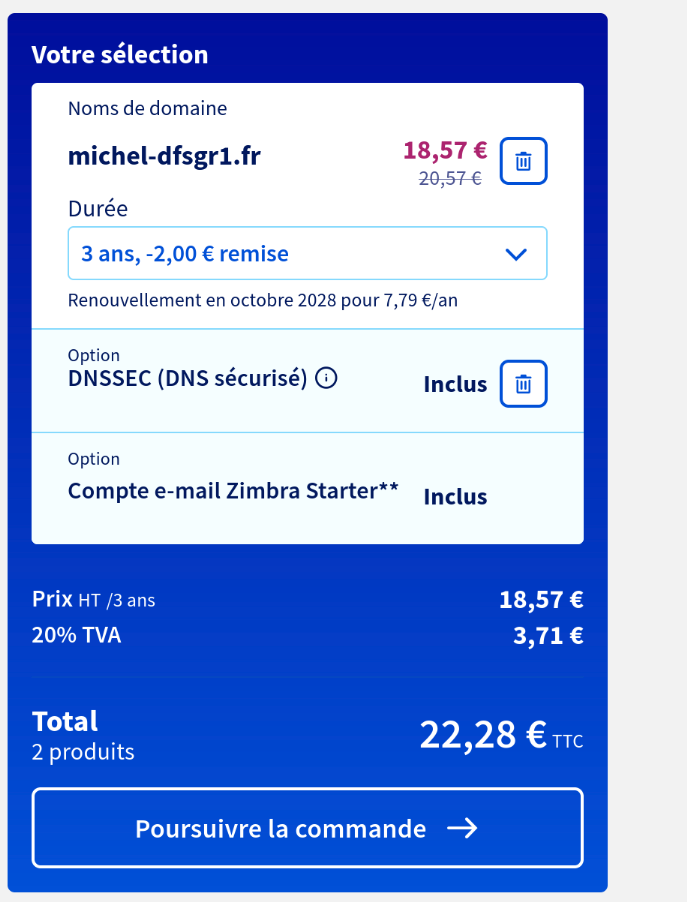 Votre sélection
Noms de domaine
michel-dfsgr1.fr
18,57 €
20,57 €
Durée
3 ans, -2,00 € remise
Renouvellement en octobre 2028 pour 7,79 €/an
Option
DNSSEC (DNS sécurisé)
Inclus
Option
Compte e-mail Zimbra Starter**
Inclus
Prix HT /3 ans 18,57 €
20% TVA 3,71 €
Total
2 produits
22,28 € TTC
Poursuivre la commande →